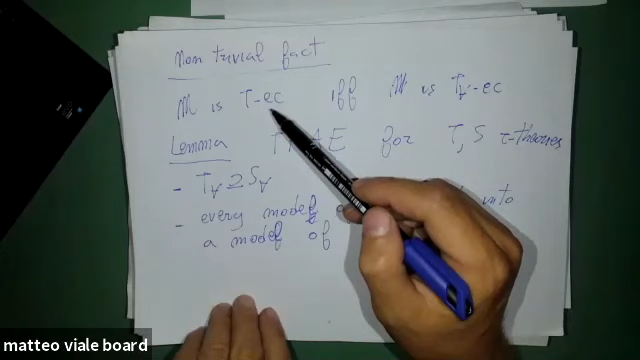 Non trivial fact
M is T-ec iff M is T∀-ec
Lemma TFAE for T, S τ-theories
- T∀ ⊇ S∀
- every model into
a model of
matteo viale board